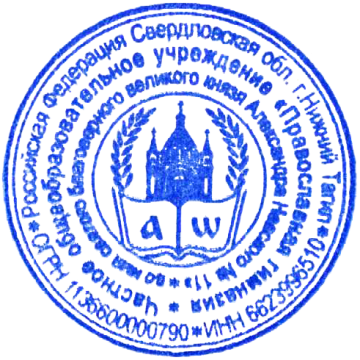 Российская Федерация Свердловская обл. г.Нижний Тагил
* ОГРН 1136600000790 * ИНН 6623995510 *
* Частное общеобразовательное учреждение «Православная гимназия
* во имя святого благоверного великого князя Александра Невского № 11»
α ω